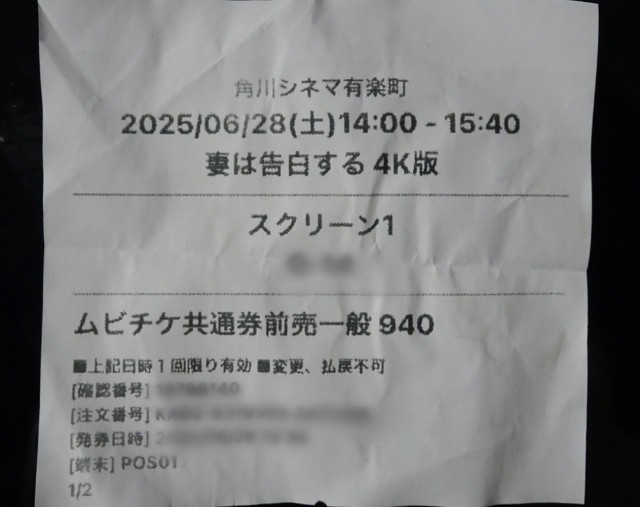 角川シネマ有楽町
2025/06/28(土)14:00 - 15:40
妻は告白する 4K版
スクリーン1
ムビチケ共通券前売一般 940
■上記日時1回限り有効 ■変更、払戻不可
[確認番号]
[注文番号]
[発券日時]
[端末] POS01
1/2